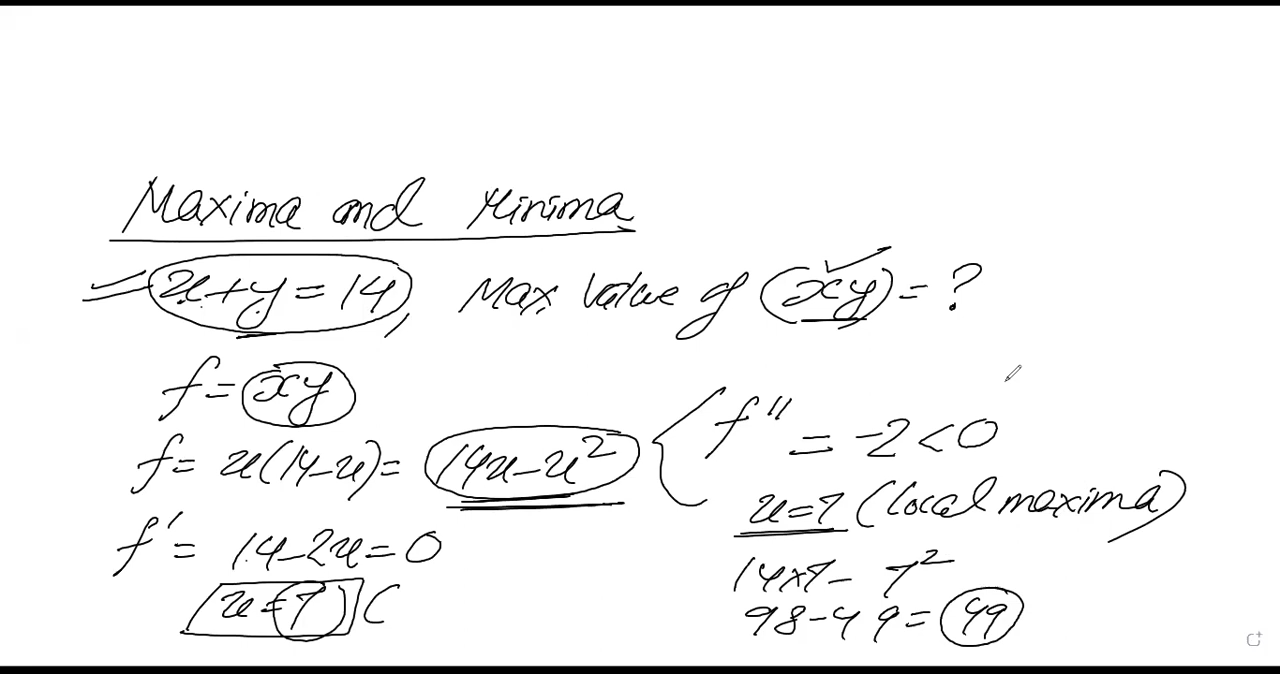 Maxima and Minima
x+y=14, Max value of (xy)=?
f=xy
f=x(14-x)=14x-x²
f'=14-2x=0
x=7
f''=-2<0
x=7 (local maxima)
14×7-7²
98-49=49